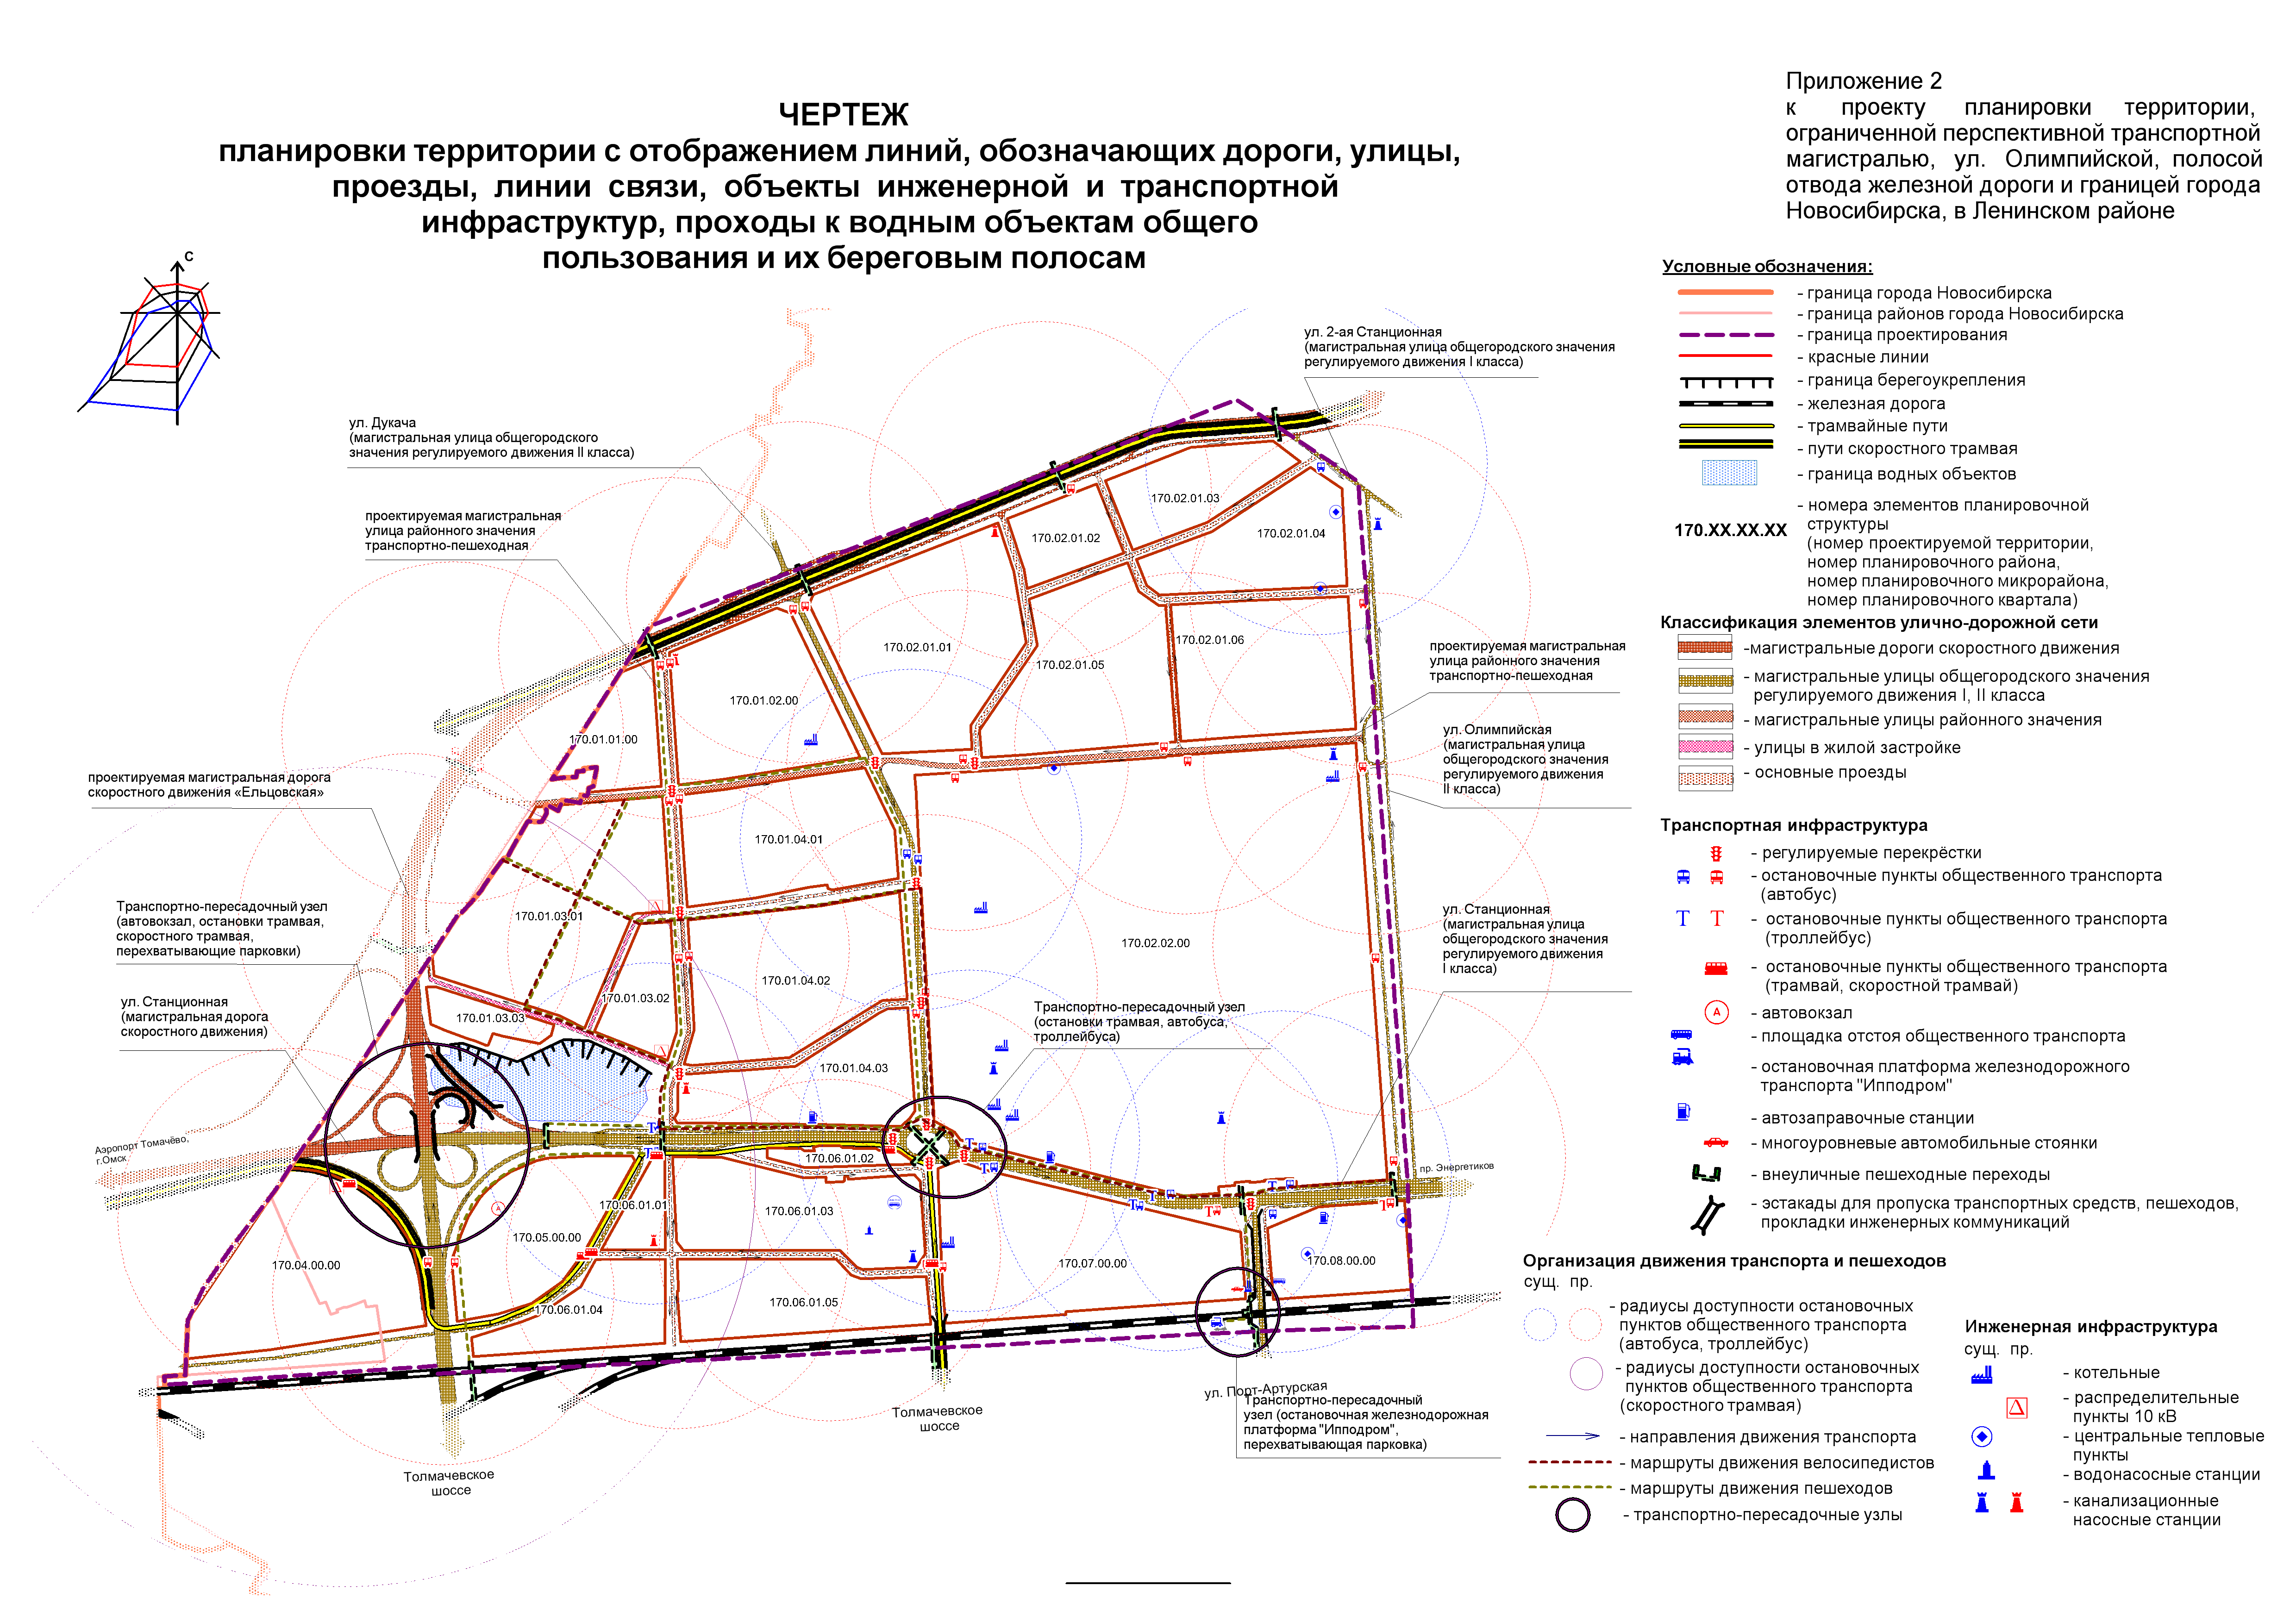 Приложение 2
к проекту планировки территории,
ограниченной перспективной транспортной
магистралью, ул. Олимпийской, полосой
отвода железной дороги и границей города
Новосибирска, в Ленинском районе
ЧЕРТЕЖ
планировки территории с отображением линий, обозначающих дороги, улицы,
проезды, линии связи, объекты инженерной и транспортной
инфраструктур, проходы к водным объектам общего
пользования и их береговым полосам
С
ул. 2-ая Станционная
(магистральная улица общегородского значения
регулируемого движения I класса)
ул. Дукача
(магистральная улица общегородского
значения регулируемого движения II класса)
проектируемая магистральная
улица районного значения
транспортно-пешеходная
проектируемая магистральная дорога
скоростного движения «Ельцовская»
Транспортно-пересадочный узел
(автовокзал, остановки трамвая,
скоростного трамвая,
перехватывающие парковки)
ул. Станционная
(магистральная дорога
скоростного движения)
Аэропорт Томачёво,
г.Омск
проектируемая магистральная
улица районного значения
транспортно-пешеходная
ул. Олимпийская
(магистральная улица
общегородского значения
регулируемого движения
II класса)
ул. Станционная
(магистральная улица
общегородского значения
регулируемого движения
I класса)
Транспортно-пересадочный узел
(остановки трамвая, автобуса,
троллейбуса)
пр. Энергетиков
170.02.01.03
170.02.01.02
170.02.01.04
170.02.01.01
170.02.01.05
170.02.01.06
170.01.02.00
170.01.01.00
170.01.04.01
170.01.03.01
170.02.02.00
170.01.04.02
170.01.03.02
170.01.03.03
170.01.04.03
170.06.01.02
170.06.01.01
170.06.01.03
170.05.00.00
170.04.00.00
170.07.00.00
170.08.00.00
170.06.01.04
170.06.01.05
А
ул. Порт-Артурская
Транспортно-пересадочный
узел (остановочная железнодорожная
платформа "Ипподром",
перехватывающая парковка)
Толмачевское
шоссе
Толмачевское
шоссе
Условные обозначения:
- граница города Новосибирска
- граница районов города Новосибирска
- граница проектирования
- красные линии
- граница берегоукрепления
- железная дорога
- трамвайные пути
- пути скоростного трамвая
- граница водных объектов
170.ХХ.ХХ.ХХ
- номера элементов планировочной
структуры
(номер проектируемой территории,
номер планировочного района,
номер планировочного микрорайона,
номер планировочного квартала)
Классификация элементов улично-дорожной сети
-магистральные дороги скоростного движения
- магистральные улицы общегородского значения
регулируемого движения I, II класса
- магистральные улицы районного значения
- улицы в жилой застройке
- основные проезды
Транспортная инфраструктура
- регулируемые перекрёстки
- остановочные пункты общественного транспорта
(автобус)
Т Т - остановочные пункты общественного транспорта
(троллейбус)
- остановочные пункты общественного транспорта
(трамвай, скоростной трамвай)
А - автовокзал
- площадка отстоя общественного транспорта
- остановочная платформа железнодорожного
транспорта "Ипподром"
- автозаправочные станции
- многоуровневые автомобильные стоянки
- внеуличные пешеходные переходы
- эстакады для пропуска транспортных средств, пешеходов,
прокладки инженерных коммуникаций
Организация движения транспорта и пешеходов
сущ. пр.
- радиусы доступности остановочных
пунктов общественного транспорта
(автобуса, троллейбус)
- радиусы доступности остановочных
пунктов общественного транспорта
(скоростного трамвая)
- направления движения транспорта
- маршруты движения велосипедистов
- маршруты движения пешеходов
- транспортно-пересадочные узлы
Инженерная инфраструктура
сущ. пр.
- котельные
- распределительные
пункты 10 кВ
- центральные тепловые
пункты
- водонасосные станции
- канализационные
насосные станции